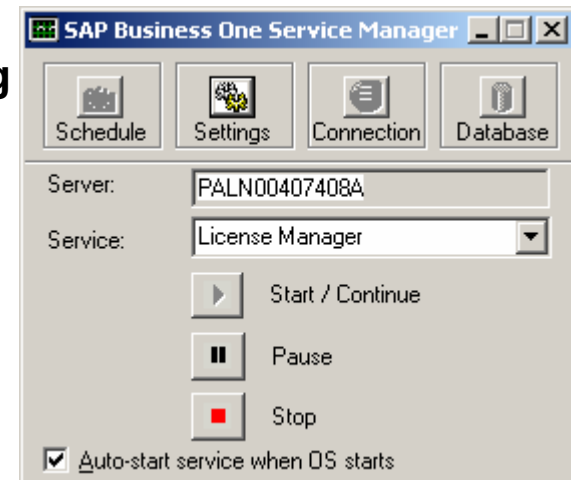 SAP Business One Service Manager
g
Schedule Settings Connection Database
Server: PALN00407408A
Service: License Manager
Start / Continue
Pause
Stop
Auto-start service when OS starts